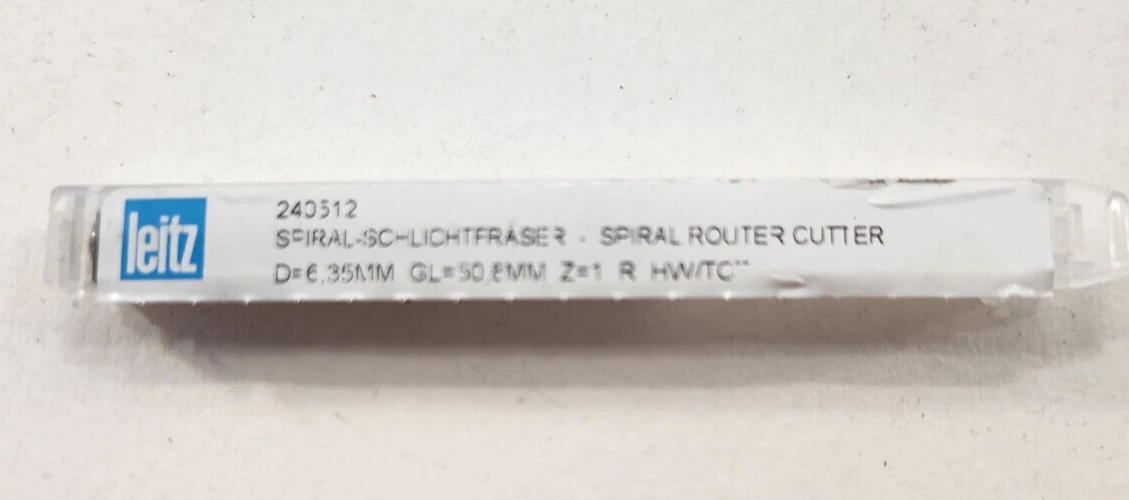 leitz
240512
SPIRAL-SCHLICHTFRÄSER - SPIRAL ROUTER CUTTER
D=6,35MM GL=50,8MM Z=1 R HW/TC